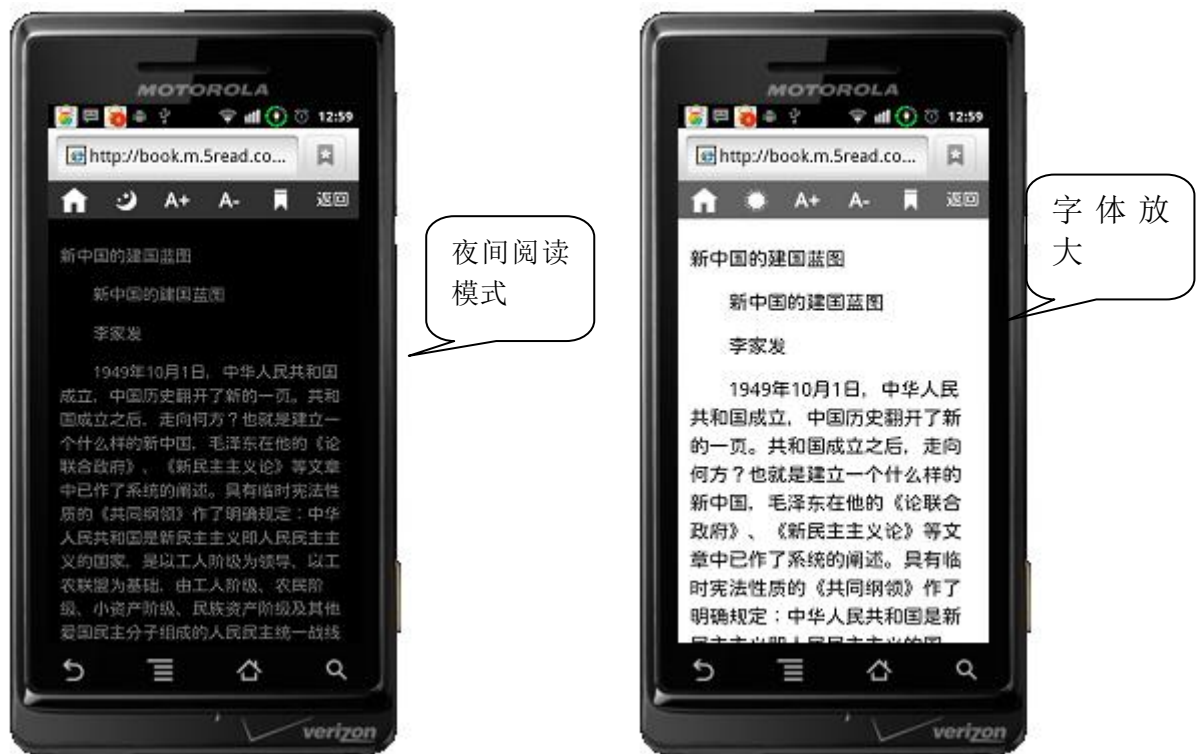 MOTOROLA
12:59
http://book.m.5read.co...
A+ A- 返回
新中国的建国蓝图
新中国的建国蓝图
李家发
1949年10月1日，中华人民共和国
成立，中国历史翻开了新的一页。共和
国成立之后，走向何方？也就是建立一
个什么样的新中国，毛泽东在他的《论
联合政府》、《新民主主义论》等文章
中已作了系统的阐述。具有临时宪法性
质的《共同纲领》作了明确规定：中华
人民共和国是新民主主义即人民民主主
义的国家，是以工人阶级为领导、以工
农联盟为基础，由工人阶级、农民阶
级、小资产阶级、民族资产阶级及其他
爱国民主分子组成的人民民主统一战线
verizon
夜间阅读
模式
MOTOROLA
12:59
http://book.m.5read.co...
A+ A- 返回
新中国的建国蓝图
新中国的建国蓝图
李家发
1949年10月1日，中华人民
共和国成立，中国历史翻开了新
的一页。共和国成立之后，走向
何方？也就是建立一个什么样的
新中国，毛泽东在他的《论联合
政府》、《新民主主义论》等文
章中已作了系统的阐述。具有临
时宪法性质的《共同纲领》作了
明确规定：中华人民共和国是新
民主主义即人民民主主义的国
verizon
字体放
大